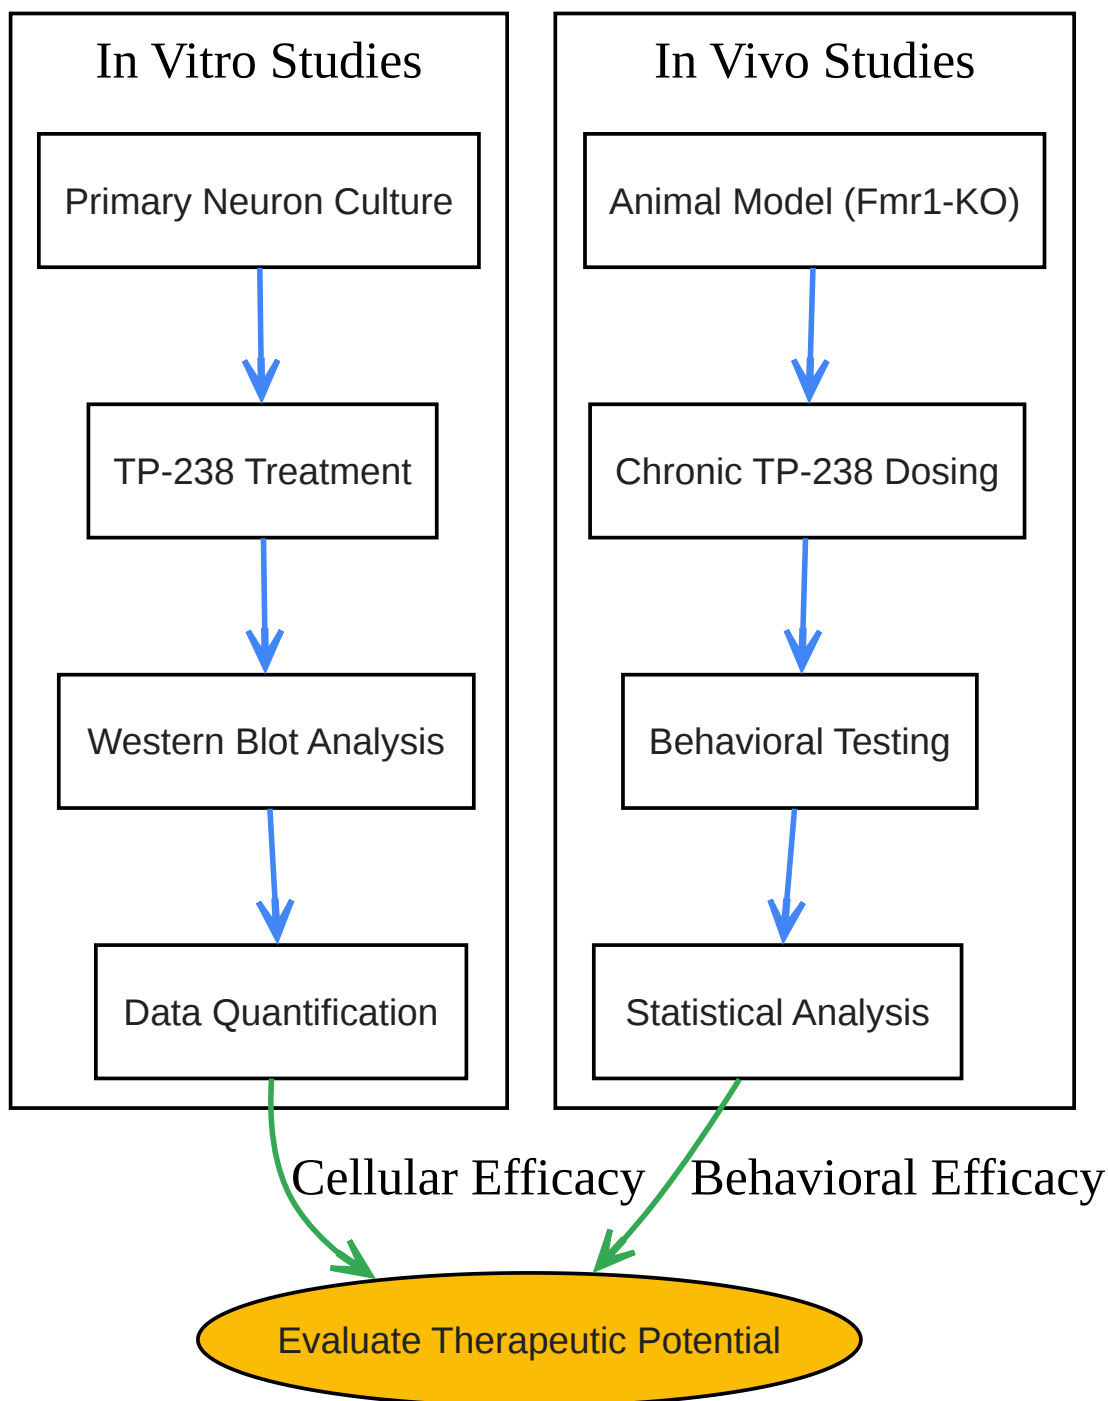 In Vitro Studies
Primary Neuron Culture
TP-238 Treatment
Western Blot Analysis
Data Quantification
In Vivo Studies
Animal Model (Fmr1-KO)
Chronic TP-238 Dosing
Behavioral Testing
Statistical Analysis
Cellular Efficacy
Behavioral Efficacy
Evaluate Therapeutic Potential